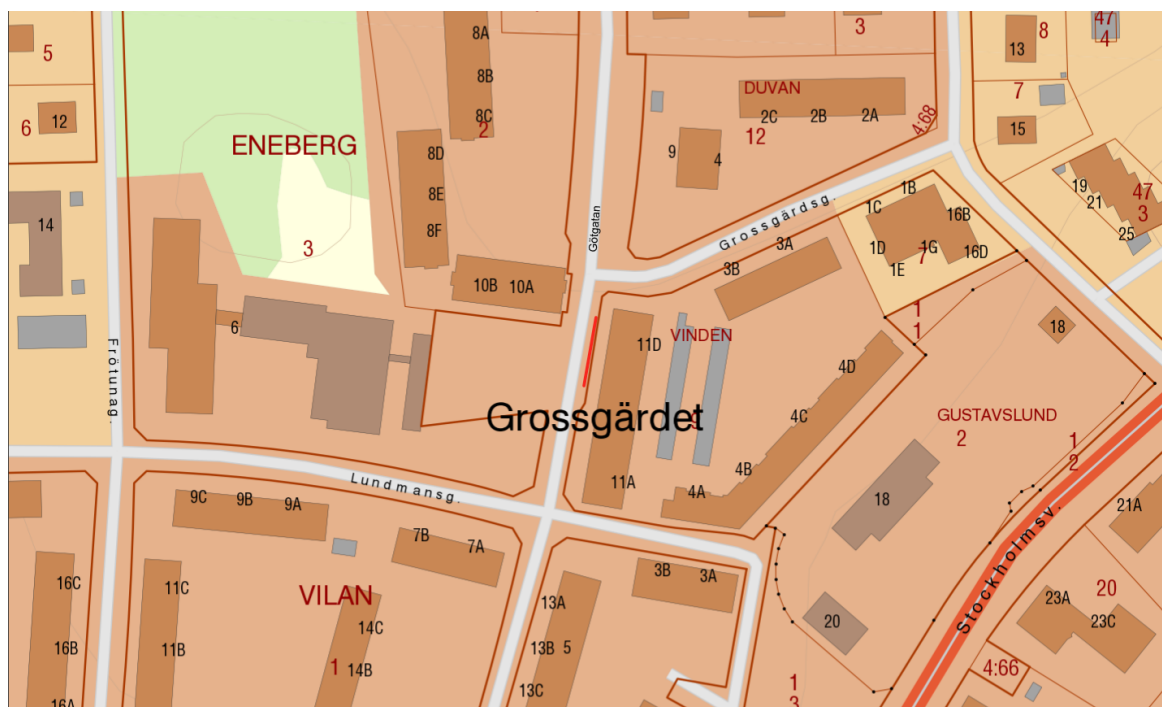 8A
3
8
47
4
5
13
8B
DUVAN
7
8C
2
2C
2B
2A
4:68
6
12
12
15
ENEBERG
8D
9
4
19
47
21
3
8E
1B
1C
16B
14
8F
Götgatan
Grossgärdsg.
3A
25
3
1D
1G
16D
7
1E
3B
10B
10A
6
1
1
18
VINDEN
11D
Frötunag.
4D
Grossgärdet
4C
GUSTAVSLUND
2
1
2
4B
Lundmansg.
11A
4A
18
9C
9B
9A
21A
7B
7A
Stockholmsv.
16C
11C
3B
3A
20
VILAN
13A
23A
14C
20
23C
16B
11B
13B
5
1
14B
4:66
13C
1
3
16A